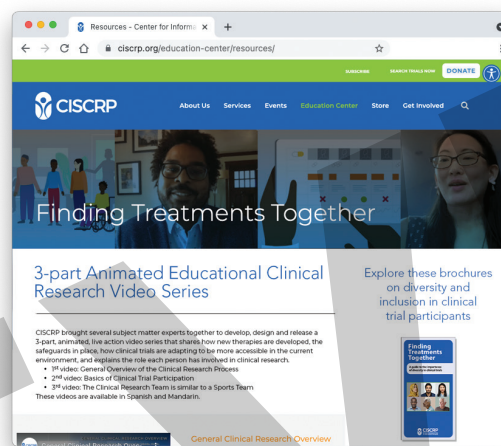 Resources - Center for Informa
ciscrp.org/education-center/resources/
SUBSCRIBE SEARCH TRIALS NOW DONATE
CISCRP About Us Services Events Education Center Store Get Involved
Finding Treatments Together
3-part Animated Educational Clinical
Research Video Series
CISCRP brought several subject matter experts together to develop, design and release a
3-part, animated, live action video series that shares how new therapies are developed, the
safeguards in place, how clinical trials are adapting to be more accessible in the current
environment, and explains the role each person has involved in clinical research.
• 1st video: General Overview of the Clinical Research Process
• 2nd video: Basics of Clinical Trial Participation
• 3rd video: The Clinical Research Team is similar to a Sports Team
These videos are available in Spanish and Mandarin.
Explore these brochures
on diversity and
inclusion in clinical
trial participants
Finding
Treatments
Together
CISCRP
General Clinical Research Overview
General Clinical Research Overview